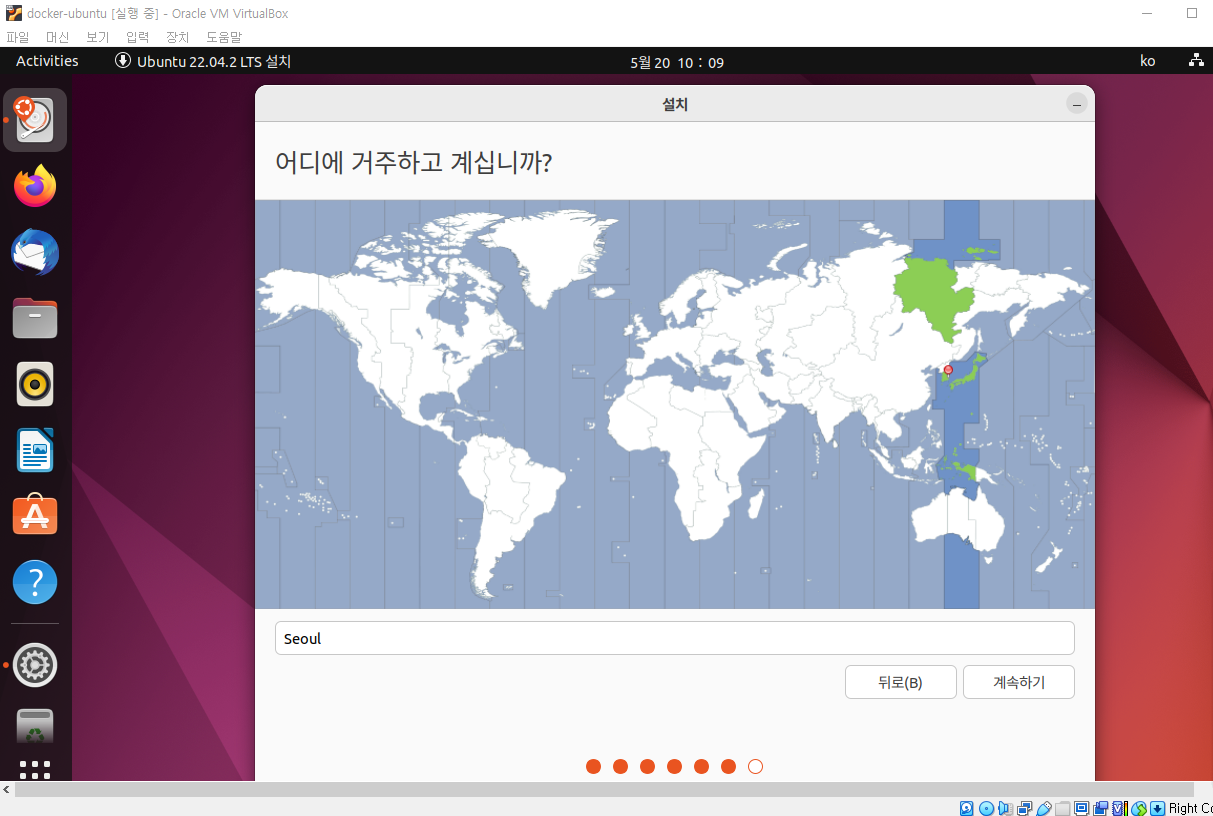 docker-ubuntu [실행 중] - Oracle VM VirtualBox
파일 머신 보기 입력 장치 도움말
Activities Ubuntu 22.04.2 LTS 설치 5월 20 10 : 09 ko
설치
어디에 거주하고 계십니까?
Seoul
뒤로(B) 계속하기
Right